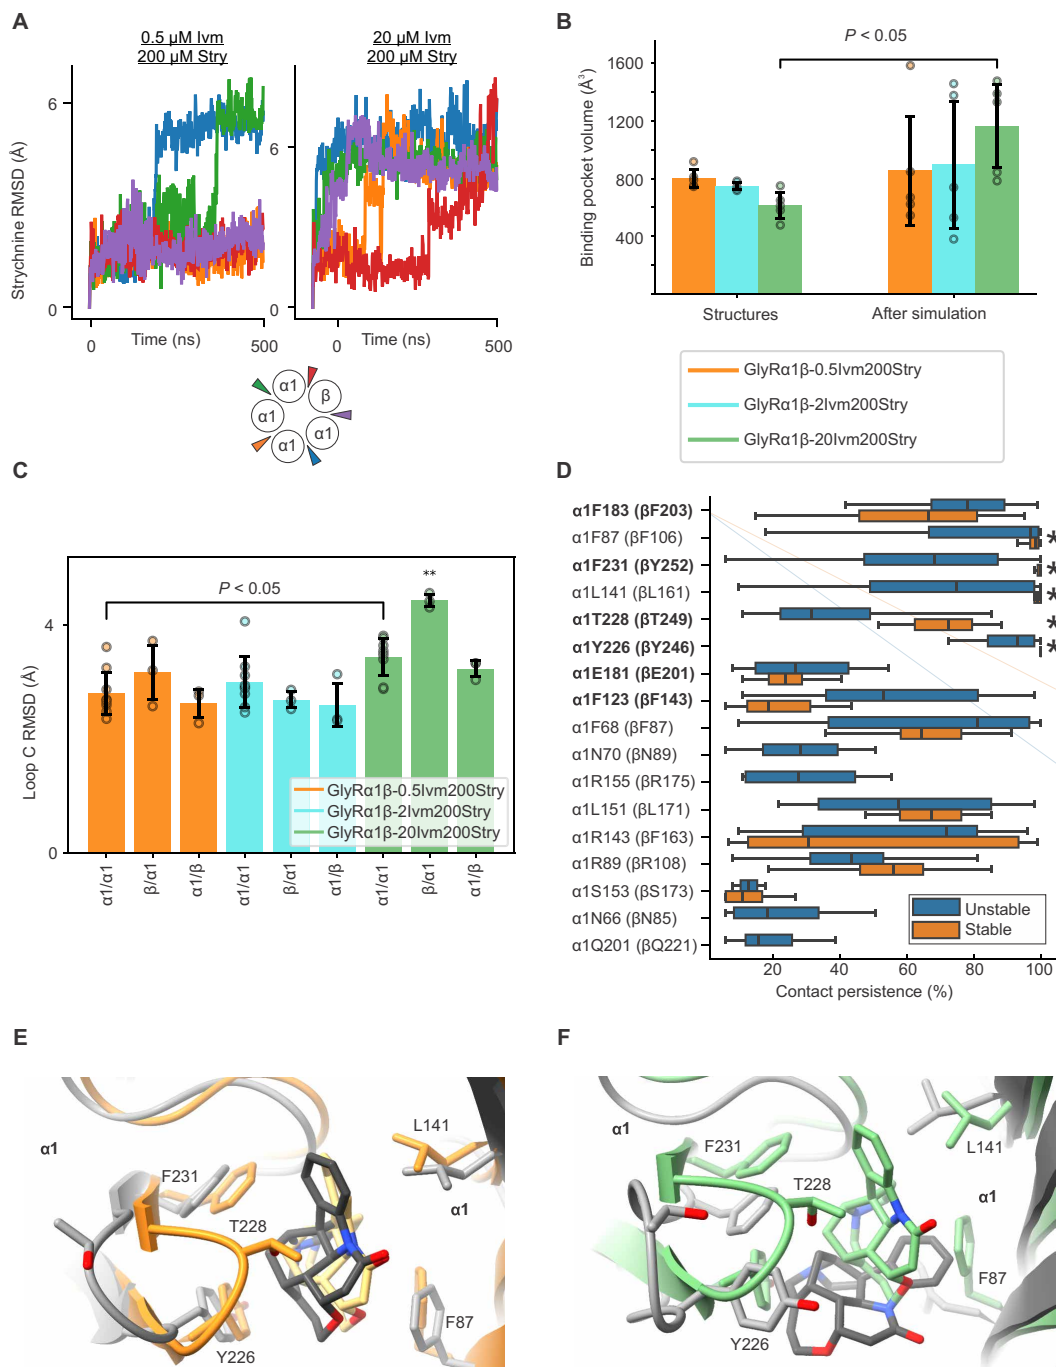 A
0.5 µM Ivm
200 µM Stry
20 µM Ivm
200 µM Stry
Strychnine RMSD (Å)
6
0
6
0
Time (ns)
0
500
Time (ns)
0
500
α1
β
α1
α1
α1
B
P < 0.05
Binding pocket volume (Å³)
1600
1200
800
400
Structures
After simulation
GlyRα1β-0.5Ivm200Stry
GlyRα1β-2Ivm200Stry
GlyRα1β-20Ivm200Stry
C
P < 0.05
**
Loop C RMSD (Å)
4
0
GlyRα1β-0.5Ivm200Stry
GlyRα1β-2Ivm200Stry
GlyRα1β-20Ivm200Stry
α1/α1
β/α1
α1/β
α1/α1
β/α1
α1/β
α1/α1
β/α1
α1/β
D
α1F183 (βF203)
α1F87 (βF106)
*
α1F231 (βY252)
*
α1L141 (βL161)
*
α1T228 (βT249)
*
α1Y226 (βY246)
*
α1E181 (βE201)
α1F123 (βF143)
α1F68 (βF87)
α1N70 (βN89)
α1R155 (βR175)
α1L151 (βL171)
α1R143 (βF163)
α1R89 (βR108)
α1S153 (βS173)
α1N66 (βN85)
α1Q201 (βQ221)
Unstable
Stable
20
40
60
80
100
Contact persistence (%)
E
α1
L141
F231
α1
T228
F87
Y226
F
α1
F231
L141
T228
α1
F87
Y226